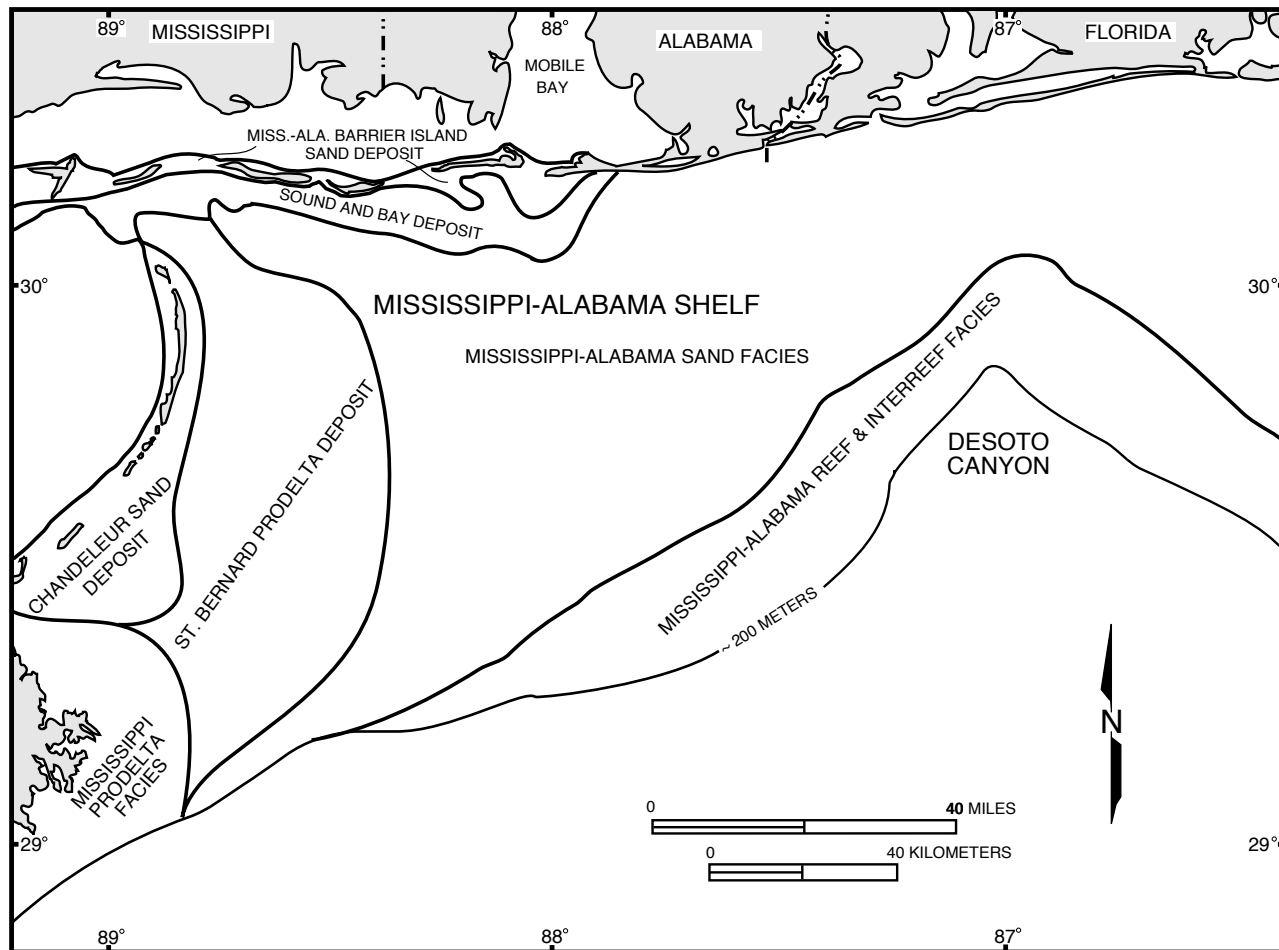 89°
88°
87°
MISSISSIPPI
ALABAMA
FLORIDA
MOBILE
BAY
MISS.-ALA. BARRIER ISLAND
SAND DEPOSIT
SOUND AND BAY DEPOSIT
30°
30°
MISSISSIPPI-ALABAMA SHELF
MISSISSIPPI-ALABAMA SAND FACIES
MISSISSIPPI-ALABAMA REEF & INTERREEF FACIES
DESOTO
CANYON
CHANDELEUR SAND
DEPOSIT
ST. BERNARD PRODELTA DEPOSIT
~ 200 METERS
N
MISSISSIPPI
PRODELTA
FACIES
0 40 MILES
0 40 KILOMETERS
29°
29°
89°
88°
87°